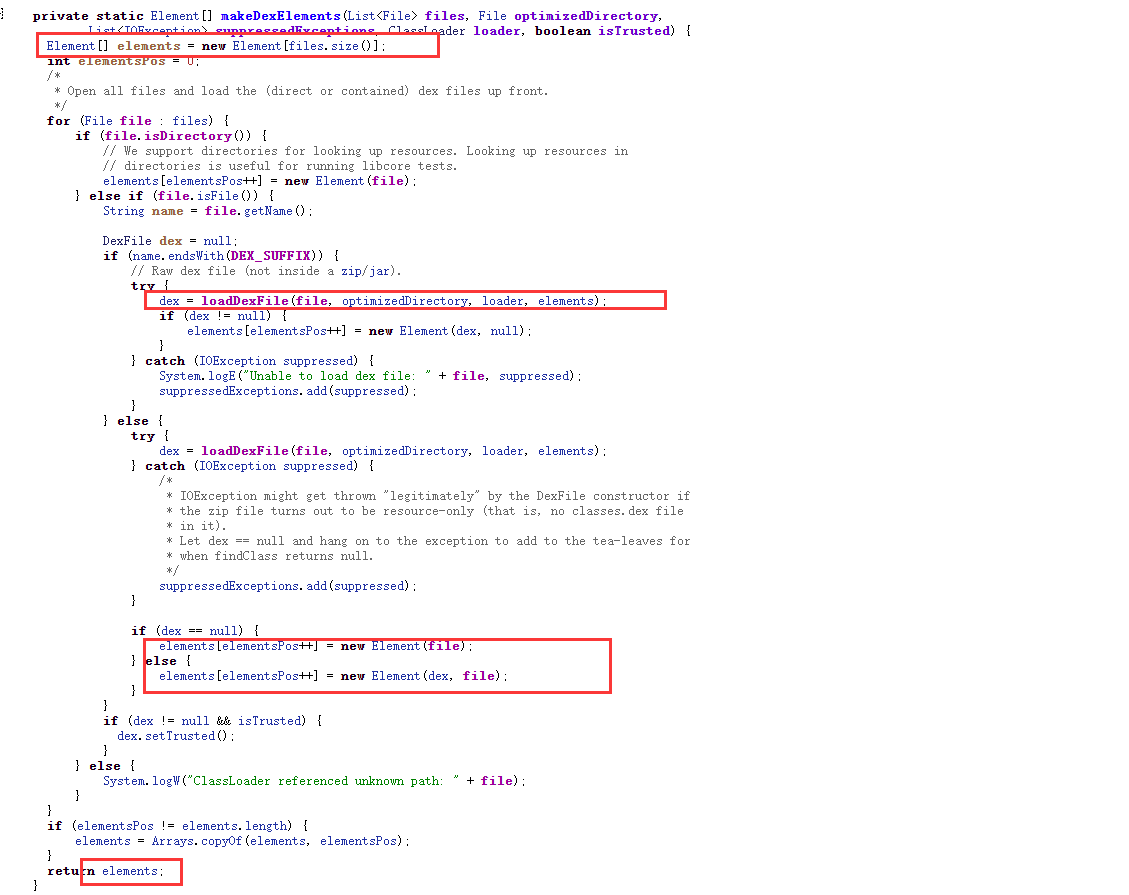 private static Element[] makeDexElements(List<File> files, File optimizedDirectory,
List<IOException> suppressedExceptions, ClassLoader loader, boolean isTrusted) {
Element[] elements = new Element[files.size()];
int elementsPos = 0;
/*
* Open all files and load the (direct or contained) dex files up front.
*/
for (File file : files) {
if (file.isDirectory()) {
// We support directories for looking up resources. Looking up resources in
// directories is useful for running libcore tests.
elements[elementsPos++] = new Element(file);
} else if (file.isFile()) {
String name = file.getName();
DexFile dex = null;
if (name.endsWith(DEX_SUFFIX)) {
// Raw dex file (not inside a zip/jar).
try {
dex = loadDexFile(file, optimizedDirectory, loader, elements);
if (dex != null) {
elements[elementsPos++] = new Element(dex, null);
}
} catch (IOException suppressed) {
System.logE("Unable to load dex file: " + file, suppressed);
suppressedExceptions.add(suppressed);
}
} else {
try {
dex = loadDexFile(file, optimizedDirectory, loader, elements);
} catch (IOException suppressed) {
/*
* IOException might get thrown "legitimately" by the DexFile constructor if
* the zip file turns out to be resource-only (that is, no classes.dex file
* in it).
* Let dex == null and hang on to the exception to add to the tea-leaves for
* when findClass returns null.
*/
suppressedExceptions.add(suppressed);
}
if (dex == null) {
elements[elementsPos++] = new Element(file);
} else {
elements[elementsPos++] = new Element(dex, file);
}
}
if (dex != null && isTrusted) {
dex.setTrusted();
}
} else {
System.logW("ClassLoader referenced unknown path: " + file);
}
}
if (elementsPos != elements.length) {
elements = Arrays.copyOf(elements, elementsPos);
}
return elements;
}